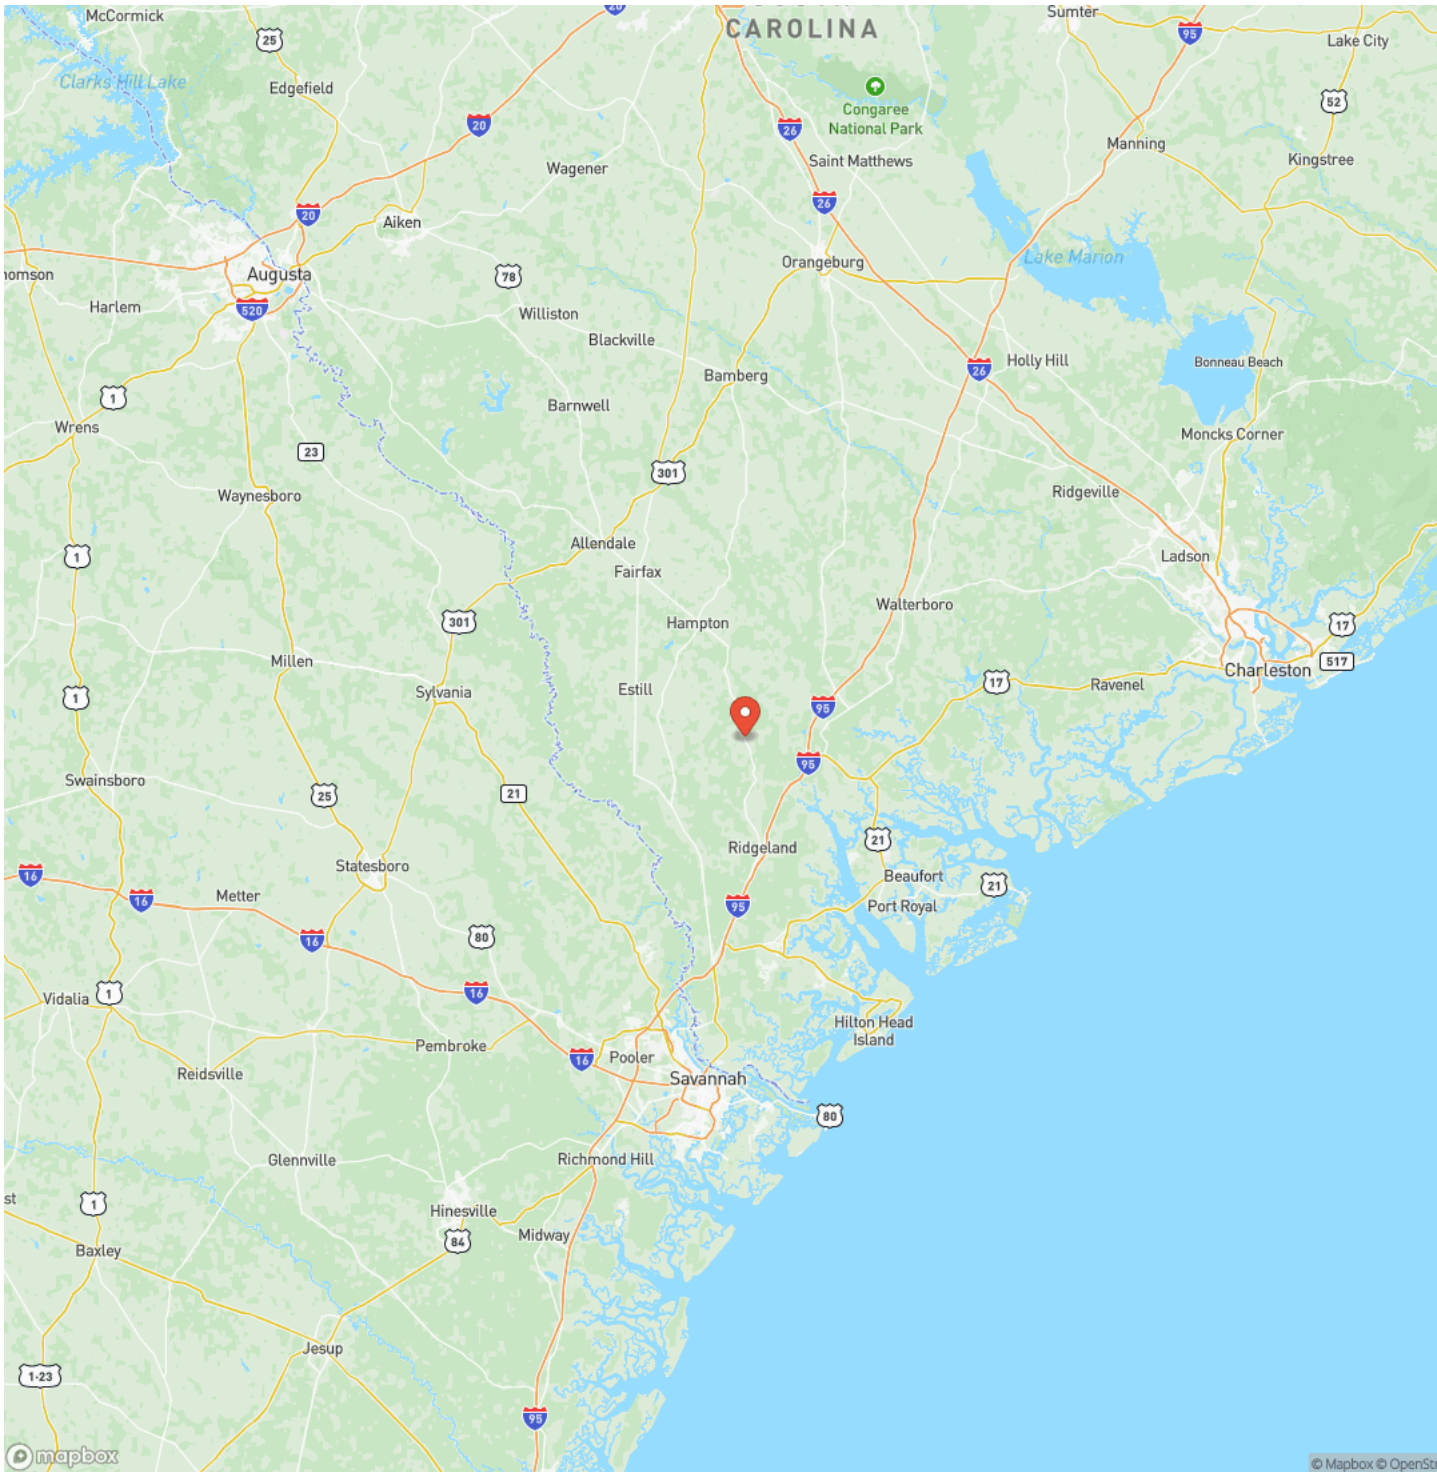 McCormick
20
CAROLINA
Sumter
95
Lake City
25
Clarks Hill Lake
Edgefield
Congaree
National Park
52
20
26
Manning
Saint Matthews
Kingstree
Wagener
20
Aiken
26
Lake Marion
Orangeburg
homson
Augusta
78
Harlem
520
Williston
Blackville
Holly Hill
Bonneau Beach
26
Bamberg
1
Barnwell
Wrens
Moncks Corner
23
301
Waynesboro
Ridgeville
Allendale
1
Ladson
Fairfax
Walterboro
301
Hampton
17
Millen
517
Charleston
Sylvania
Estill
17
Ravenel
1
95
95
Swainsboro
25
21
Ridgeland
21
Statesboro
16
Beaufort
21
Metter
16
95
Port Royal
80
16
16
1
Vidalia
Hilton Head
Island
Pembroke
16
Pooler
Reidsville
Savannah
80
Glennville
Richmond Hill
st
1
Hinesville
84
Midway
Baxley
Jesup
1-23
95
mapbox
© Mapbox © OpenStr